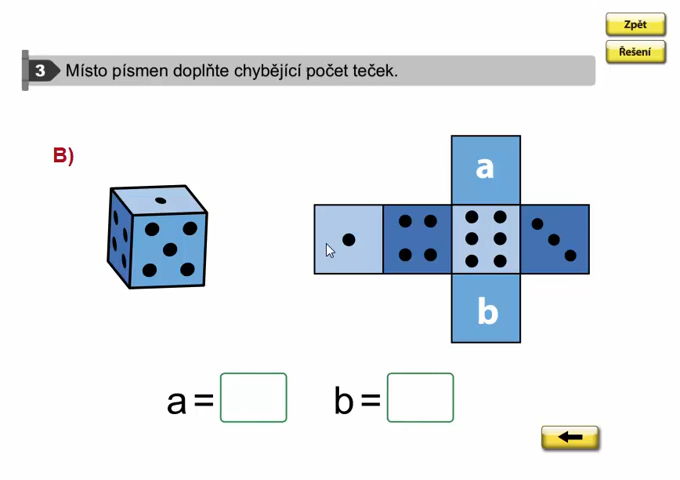 Zpět
Řešení
3 Místo písmen doplňte chybějící počet teček.
B)
a
b
a = b =